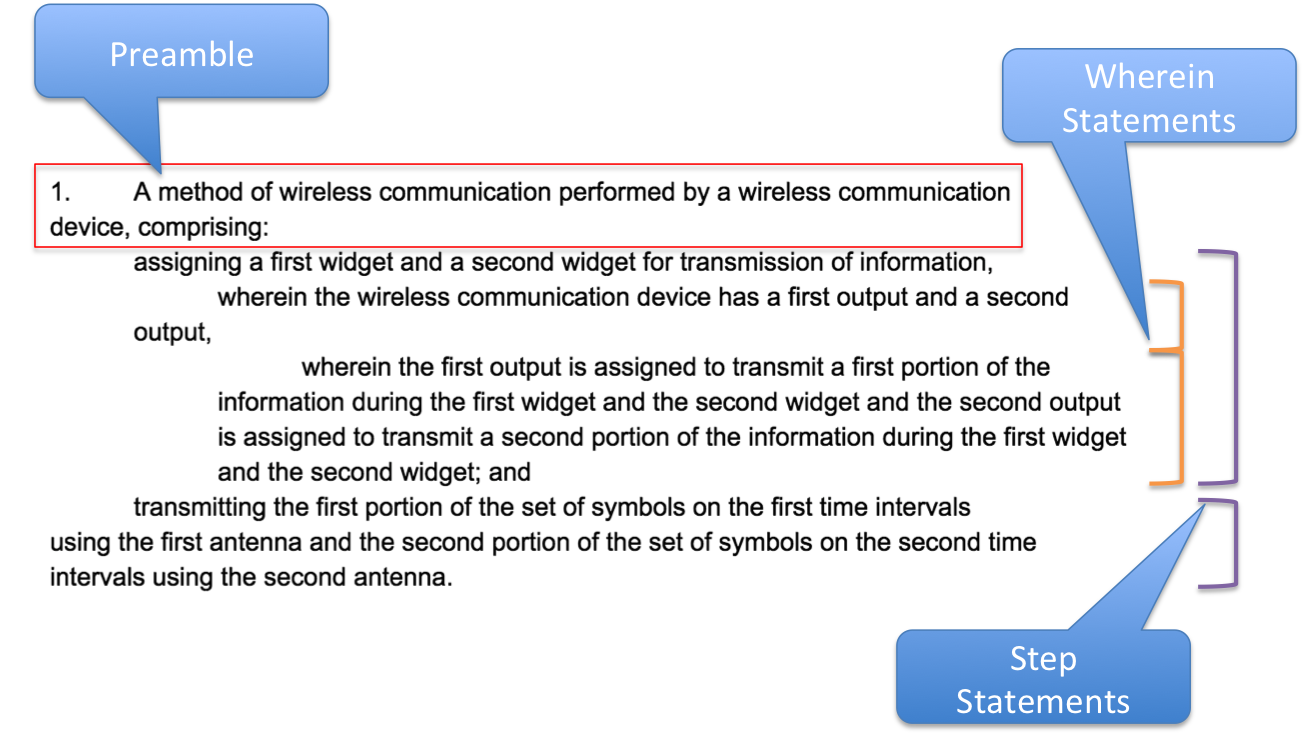 Preamble
Wherein
Statements
1. A method of wireless communication performed by a wireless communication
device, comprising:
assigning a first widget and a second widget for transmission of information,
wherein the wireless communication device has a first output and a second
output,
wherein the first output is assigned to transmit a first portion of the
information during the first widget and the second widget and the second output
is assigned to transmit a second portion of the information during the first widget
and the second widget; and
transmitting the first portion of the set of symbols on the first time intervals
using the first antenna and the second portion of the set of symbols on the second time
intervals using the second antenna.
Step
Statements